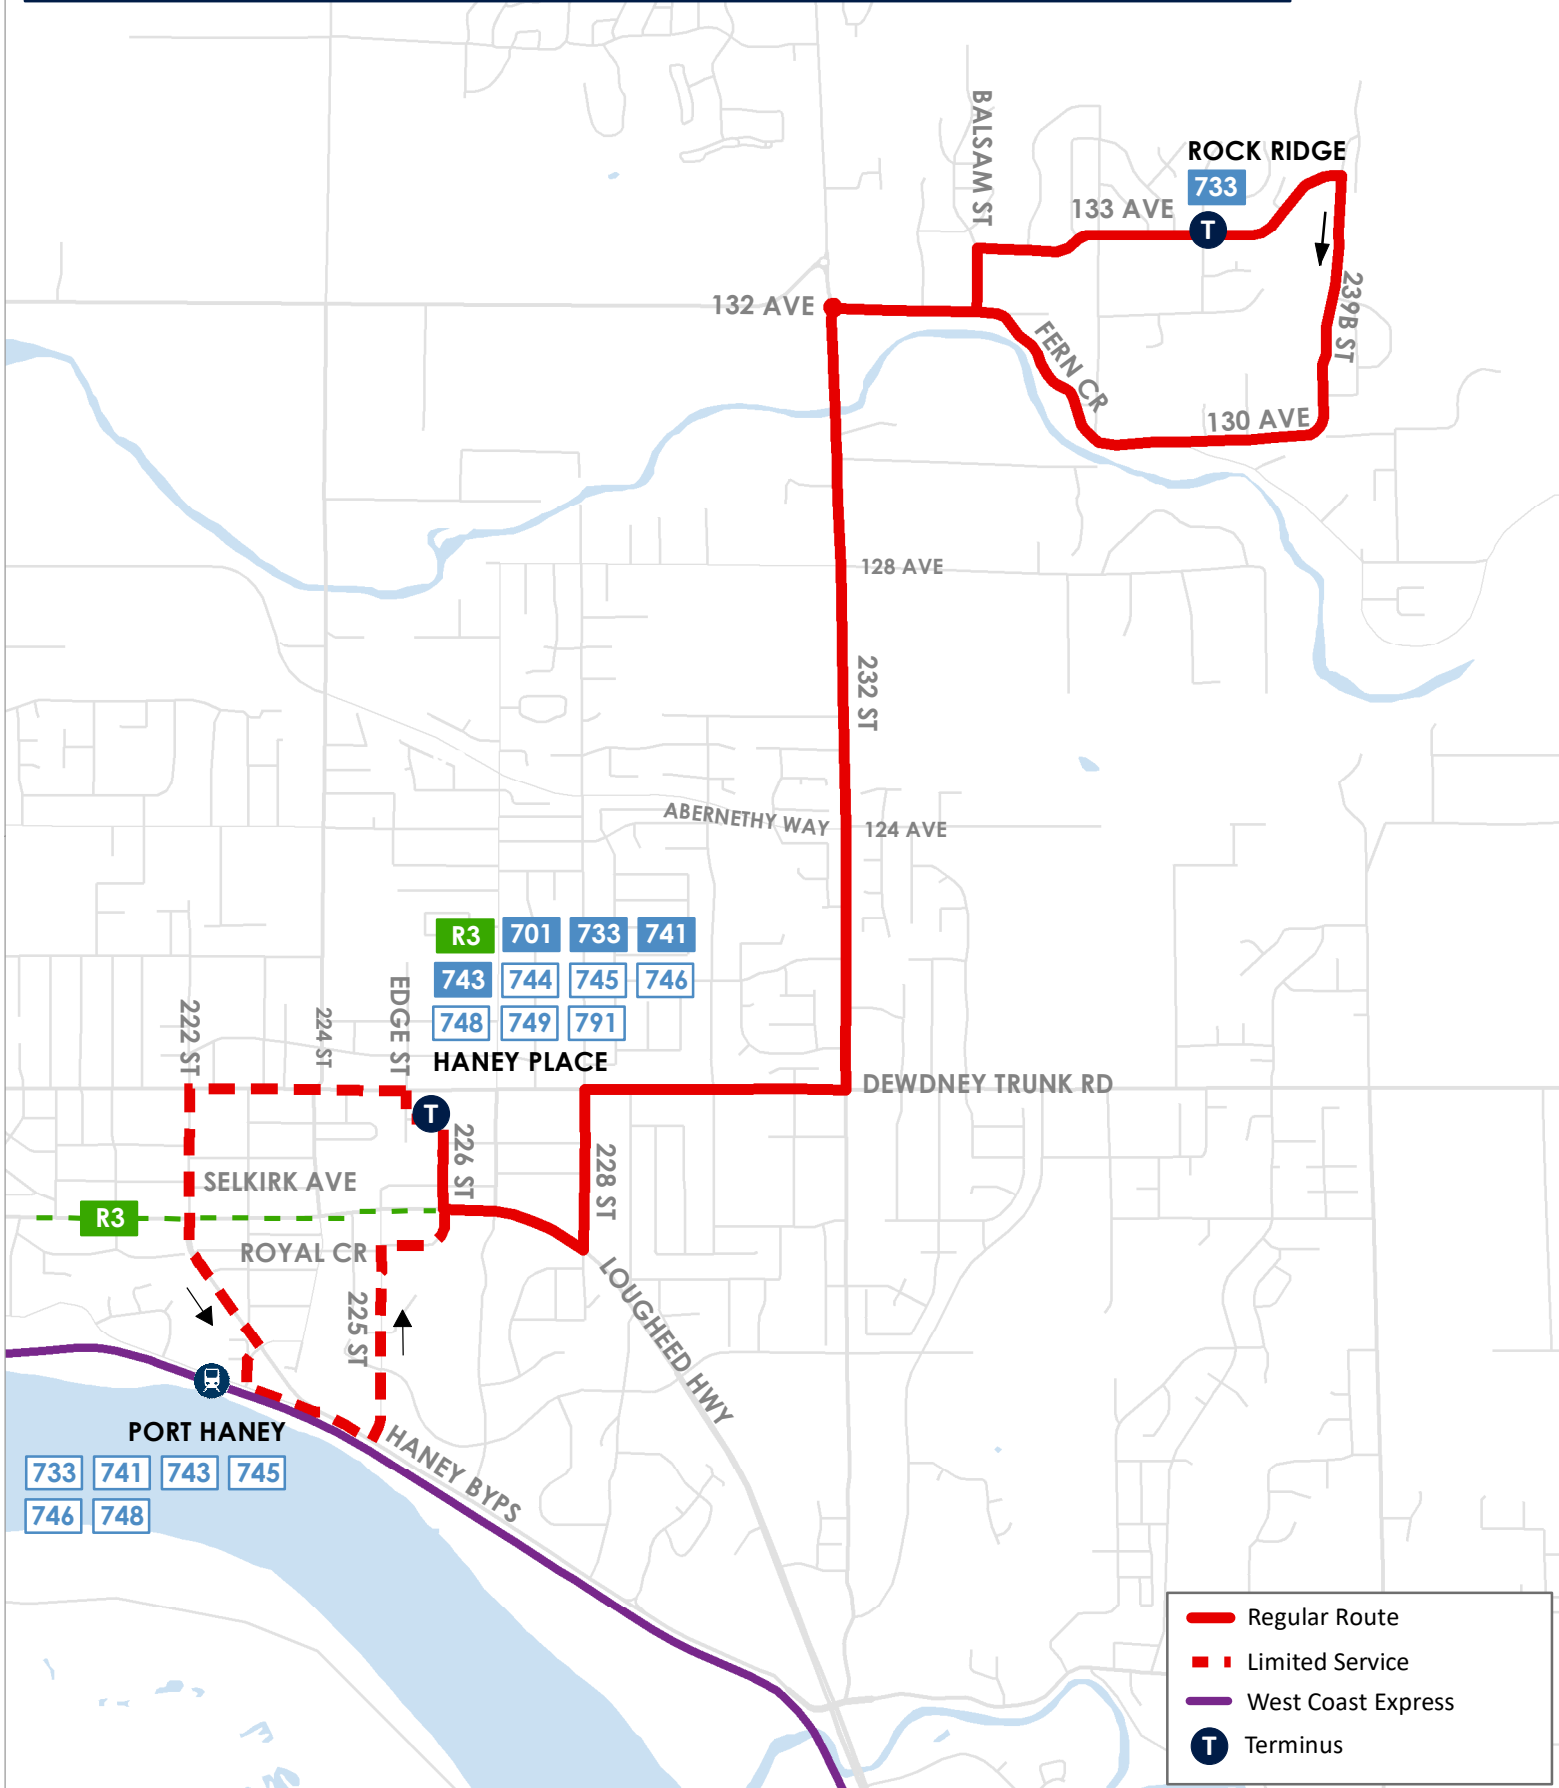 BALSAM ST
ROCK RIDGE
733
133 AVE
T
239B ST
132 AVE
FERN CR
130 AVE
128 AVE
232 ST
ABERNETHY WAY
124 AVE
R3 701 733 741
743 744 745 746
748 749 791
HANEY PLACE
222 ST
224 ST
EDGE ST
DEWDNEY TRUNK RD
T
226 ST
228 ST
SELKIRK AVE
R3
ROYAL CR
225 ST
LOUGHEED HWY
PORT HANEY
733 741 743 745
746 748
HANEY BYPS
Regular Route
Limited Service
West Coast Express
T Terminus